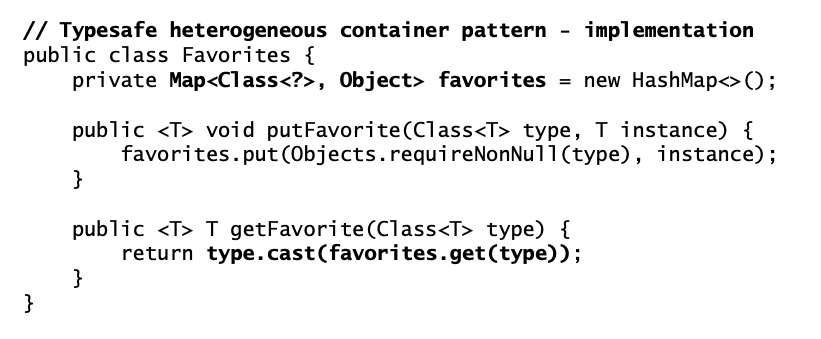 // Typesafe heterogeneous container pattern - implementation
public class Favorites {
    private Map<Class<?>, Object> favorites = new HashMap<>();

    public <T> void putFavorite(Class<T> type, T instance) {
        favorites.put(Objects.requireNonNull(type), instance);
    }

    public <T> T getFavorite(Class<T> type) {
        return type.cast(favorites.get(type));
    }
}